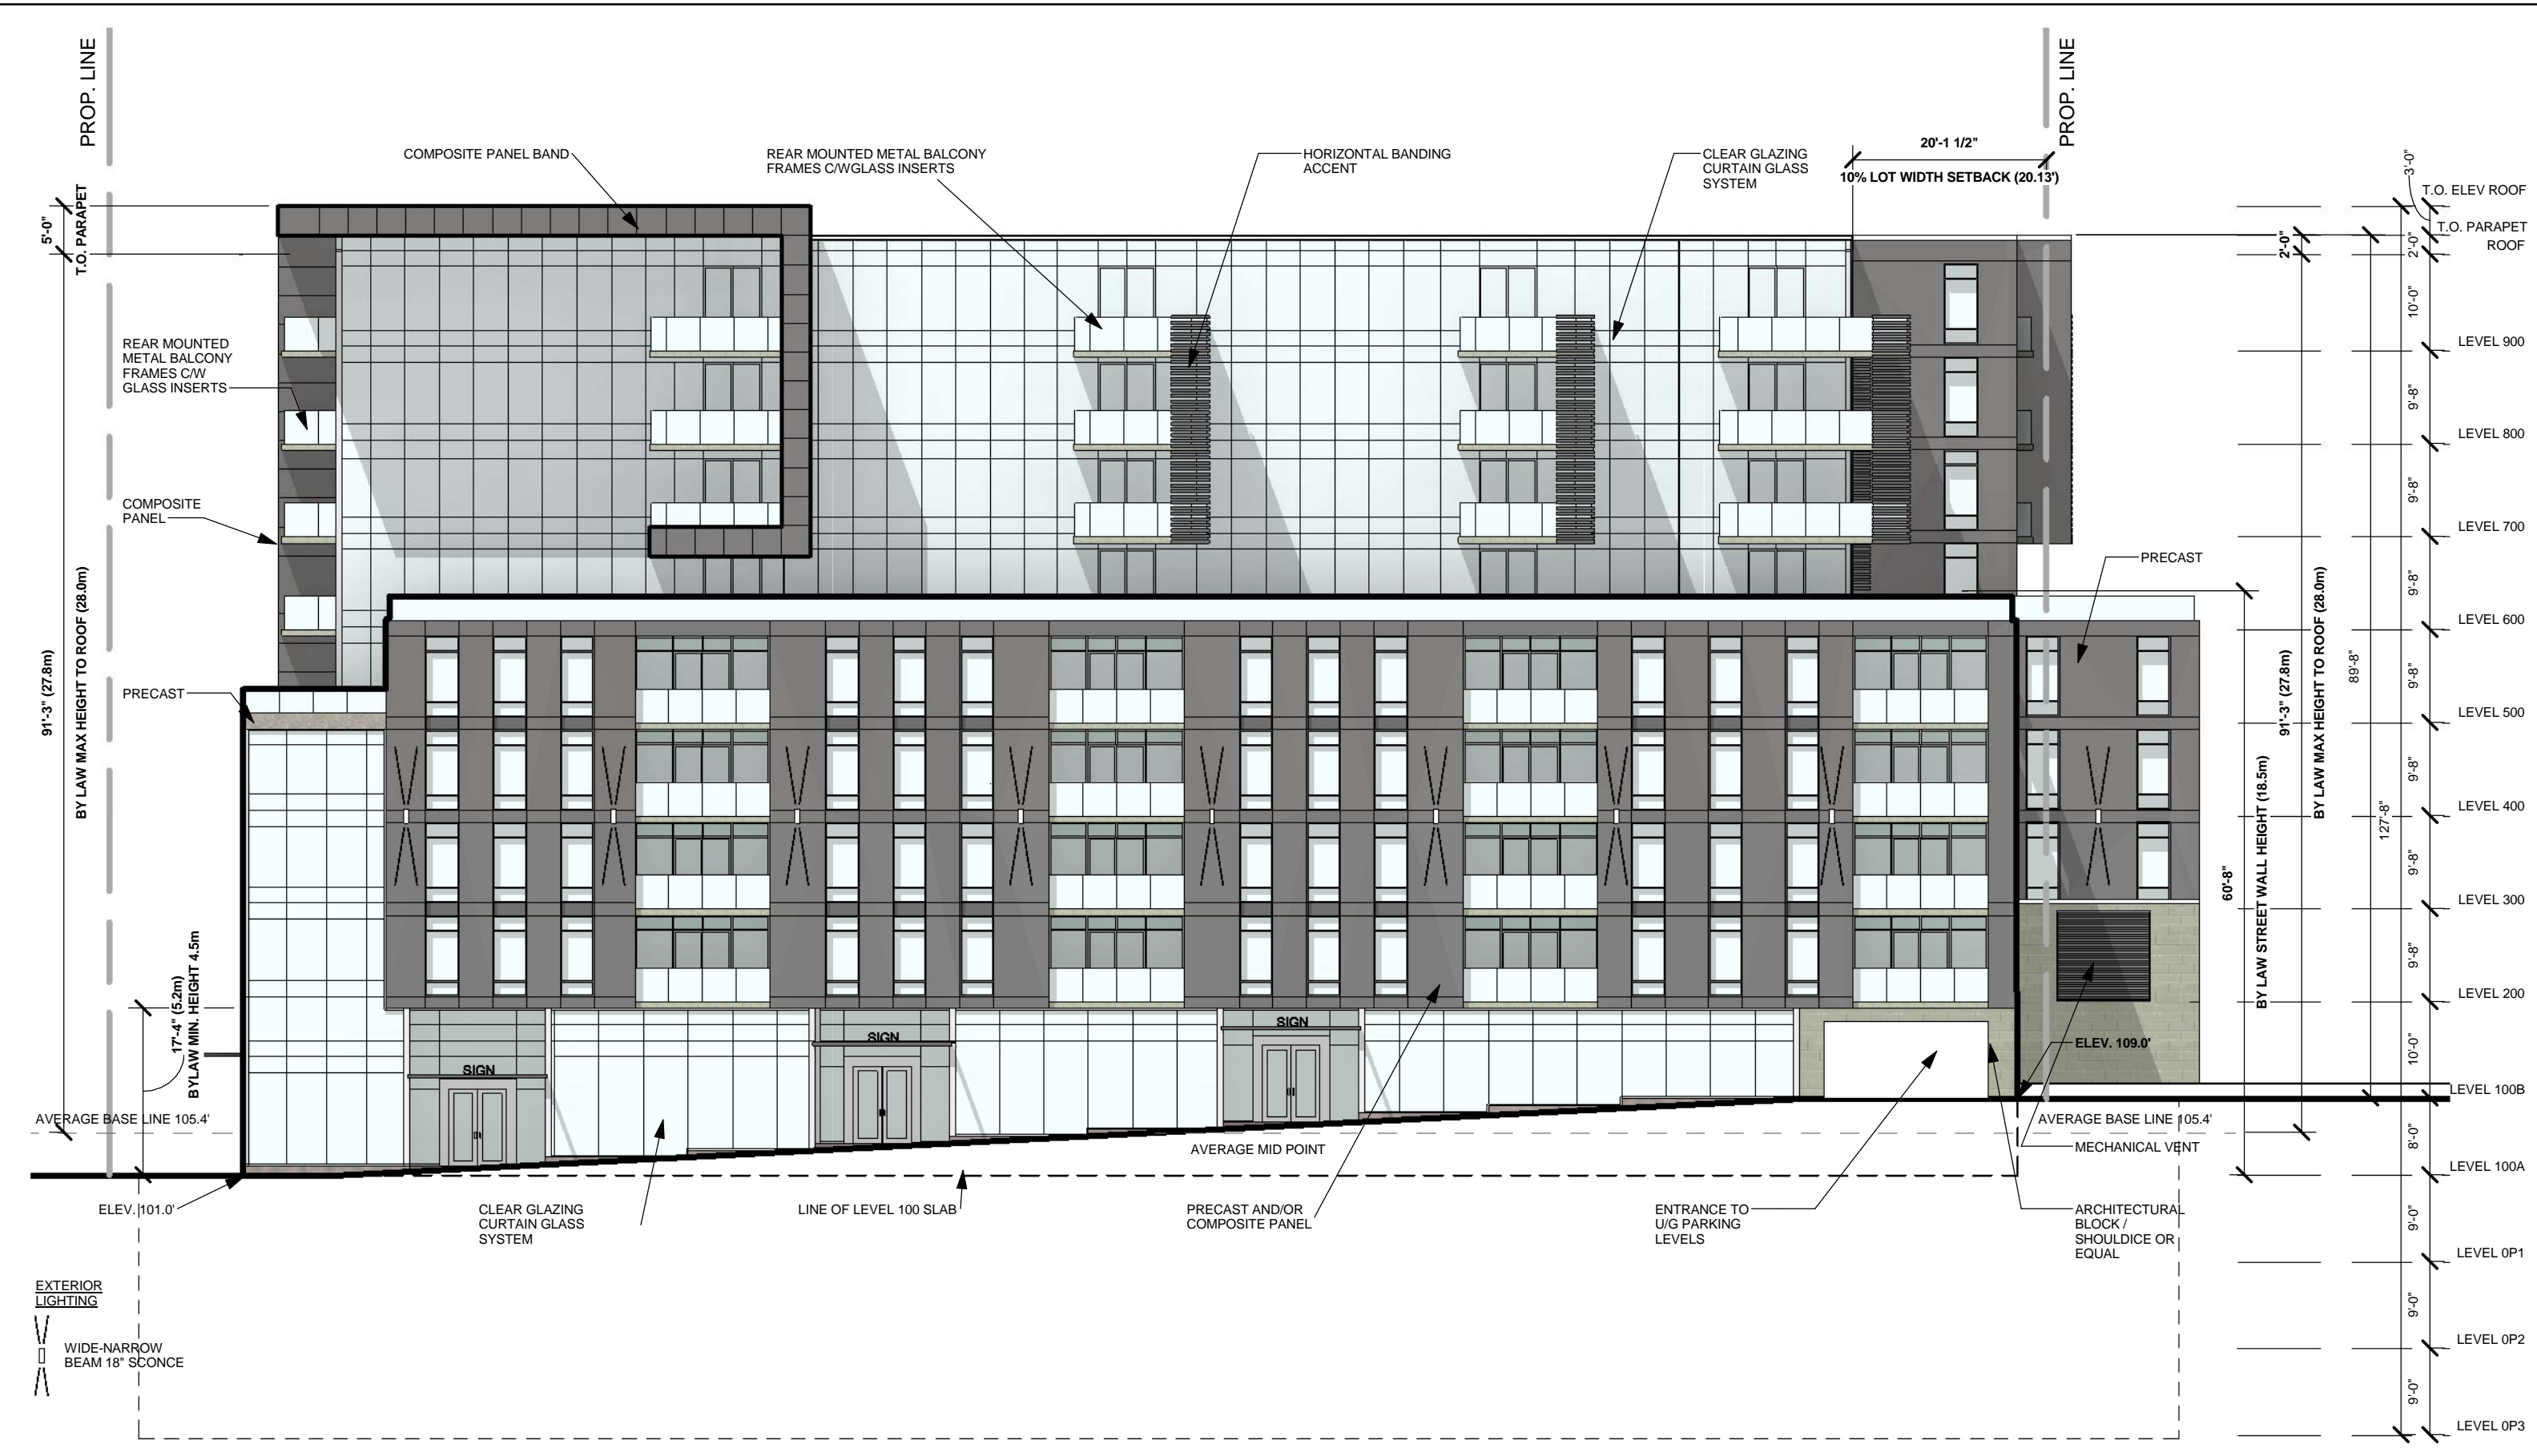 PROP. LINE
PROP. LINE
COMPOSITE PANEL BAND
REAR MOUNTED METAL BALCONY
FRAMES C/WGLASS INSERTS
HORIZONTAL BANDING
ACCENT
CLEAR GLAZING
CURTAIN GLASS
SYSTEM
20'-1 1/2"
10% LOT WIDTH SETBACK (20.13')
5'-0"
T.O. PARAPET
3'-0"
T.O. ELEV ROOF
T.O. PARAPET
ROOF
2'-0"
2'-0"
10'-0"
REAR MOUNTED
METAL BALCONY
FRAMES C/W
GLASS INSERTS
LEVEL 900
9'-8"
LEVEL 800
9'-8"
COMPOSITE
PANEL
LEVEL 700
9'-8"
PRECAST
LEVEL 600
9'-8"
91'-3" (27.8m)
BY LAW MAX HEIGHT TO ROOF (28.0m)
PRECAST
91'-3" (27.8m)
BY LAW MAX HEIGHT TO ROOF (28.0m)
89'-8"
127'-8"
LEVEL 500
9'-8"
LEVEL 400
9'-8"
60'-8"
BY LAW STREET WALL HEIGHT (18.5m)
LEVEL 300
9'-8"
LEVEL 200
10'-0"
17'-4" (5.2m)
BYLAW MIN. HEIGHT 4.5m
SIGN
SIGN
SIGN
ELEV. 109.0'
LEVEL 100B
AVERAGE BASE LINE 105.4'
AVERAGE MID POINT
AVERAGE BASE LINE 105.4'
MECHANICAL VENT
8'-0"
LEVEL 100A
ELEV. 101.0'
CLEAR GLAZING
CURTAIN GLASS
SYSTEM
LINE OF LEVEL 100 SLAB
PRECAST AND/OR
COMPOSITE PANEL
ENTRANCE TO
U/G PARKING
LEVELS
ARCHITECTURAL
BLOCK /
SHOULDICE OR
EQUAL
9'-0"
LEVEL 0P1
9'-0"
LEVEL 0P2
9'-0"
LEVEL 0P3
EXTERIOR
LIGHTING
WIDE-NARROW
BEAM 18" SCONCE